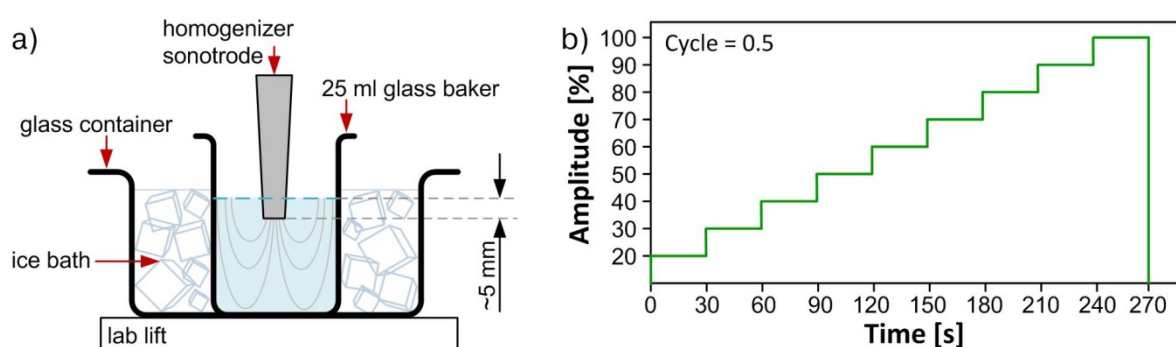 a)
homogenizer
sonotrode
25 ml glass baker
glass container
ice bath
~5 mm
lab lift
b)
Cycle = 0.5
Amplitude [%]
100
90
80
70
60
50
40
30
20
0 30 60 90 120 150 180 210 240 270
Time [s]